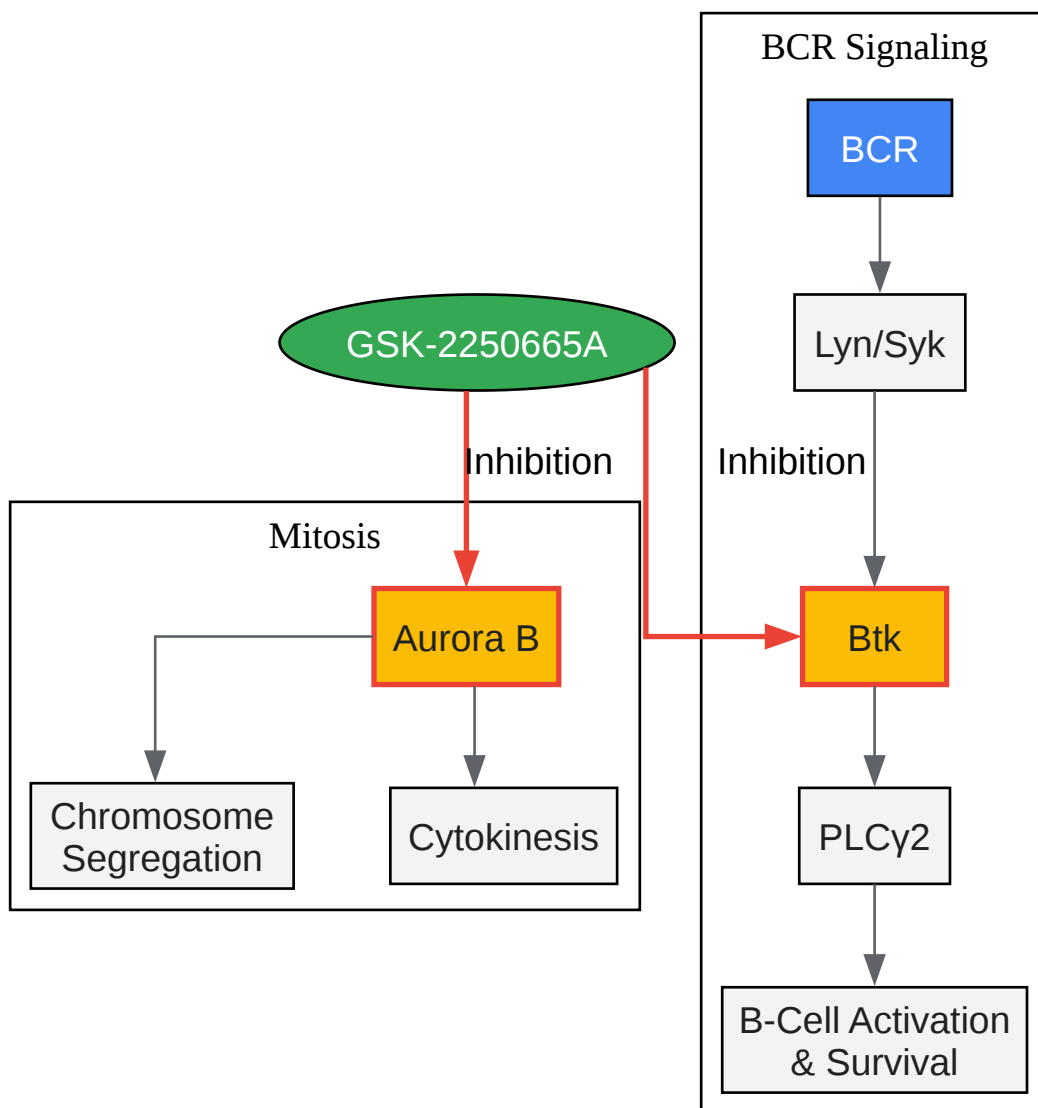 BCR Signaling
BCR
GSK-2250665A
Lyn/Syk
Inhibition
Inhibition
Mitosis
Aurora B
Btk
Chromosome
Segregation
Cytokinesis
PLCγ2
B-Cell Activation
& Survival